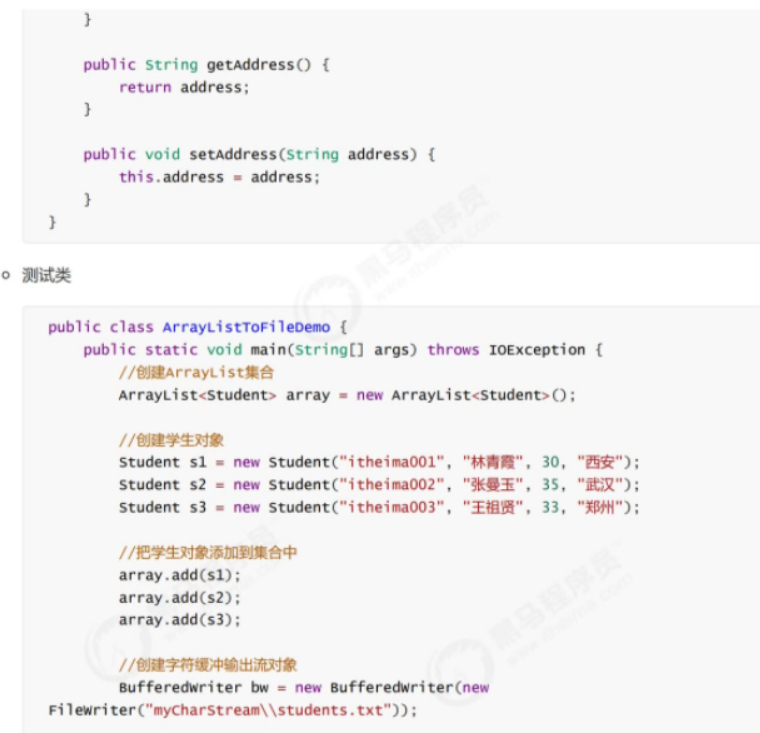 }
public String getAddress() {
return address;
}
public void setAddress(String address) {
this.address = address;
}
}
测试类
public class ArrayListToFileDemo {
public static void main(String[] args) throws IOException {
//创建ArrayList集合
ArrayList<Student> array = new ArrayList<Student>();
//创建学生对象
Student s1 = new Student("itheima001", "林青霞", 30, "西安");
Student s2 = new Student("itheima002", "张曼玉", 35, "武汉");
Student s3 = new Student("itheima003", "王祖贤", 33, "郑州");
//把学生对象添加到集合中
array.add(s1);
array.add(s2);
array.add(s3);
//创建字符缓冲输出流对象
BufferedWriter bw = new BufferedWriter(new
FileWriter("myCharStream\\students.txt"));
黑马程序员
黑马程序员